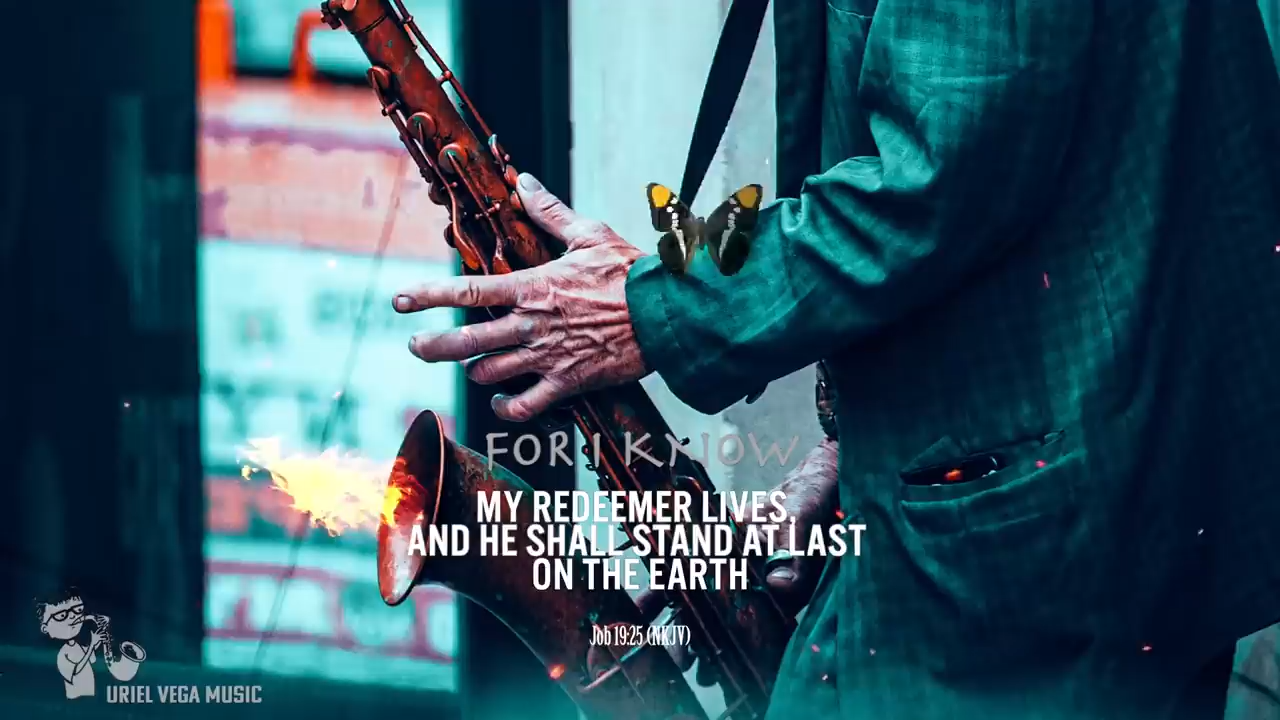 FOR I KNOW
MY REDEEMER LIVES,
AND HE SHALL STAND AT LAST
ON THE EARTH
Job 19:25 (NKJV)
URIEL VEGA MUSIC